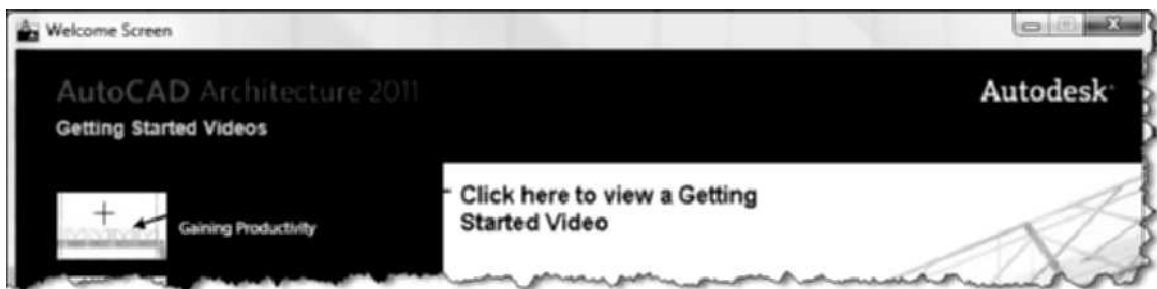 Welcome Screen
AutoCAD Architecture 2011
Autodesk
Getting Started Videos
Click here to view a Getting
Started Video
Gaining Productivity